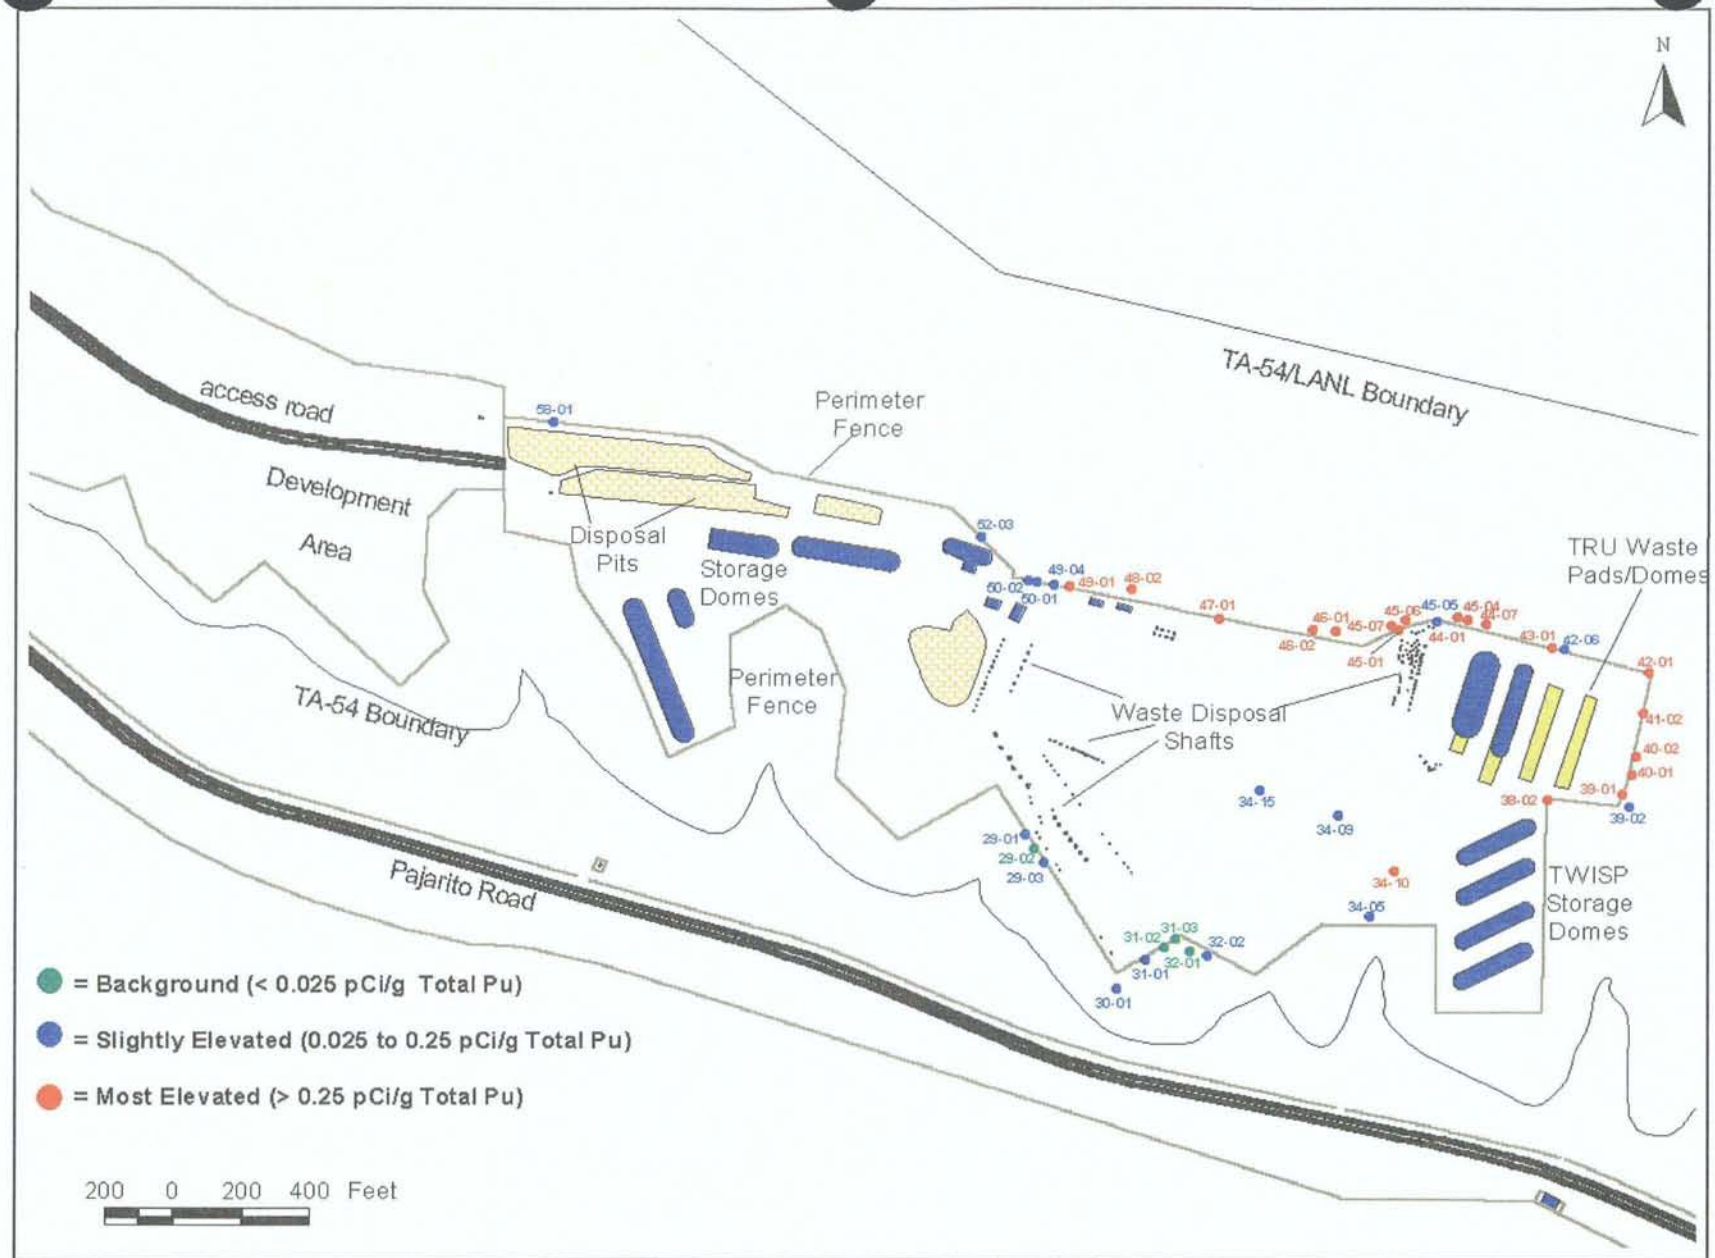 N
TA-54/LANL Boundary
access road
58-01
Perimeter
Fence
Development
Area
Disposal
Pits
Storage
Domes
52-03
50-02
50-01
49-04
49-01
48-02
47-01
46-01
46-02
45-07
45-06
45-01
45-05
45-04
44-07
44-01
43-01
42-06
42-01
TRU Waste
Pads/Domes
Perimeter
Fence
TA-54 Boundary
Waste Disposal
Shafts
41-02
40-02
40-01
39-01
39-02
38-02
34-15
34-09
34-10
34-05
29-01
29-02
29-03
TWISP
Storage
Domes
31-03
31-02
32-02
32-01
31-01
30-01
Pajarito Road
= Background (< 0.025 pCi/g Total Pu)
= Slightly Elevated (0.025 to 0.25 pCi/g Total Pu)
= Most Elevated (> 0.25 pCi/g Total Pu)
200 0 200 400 Feet